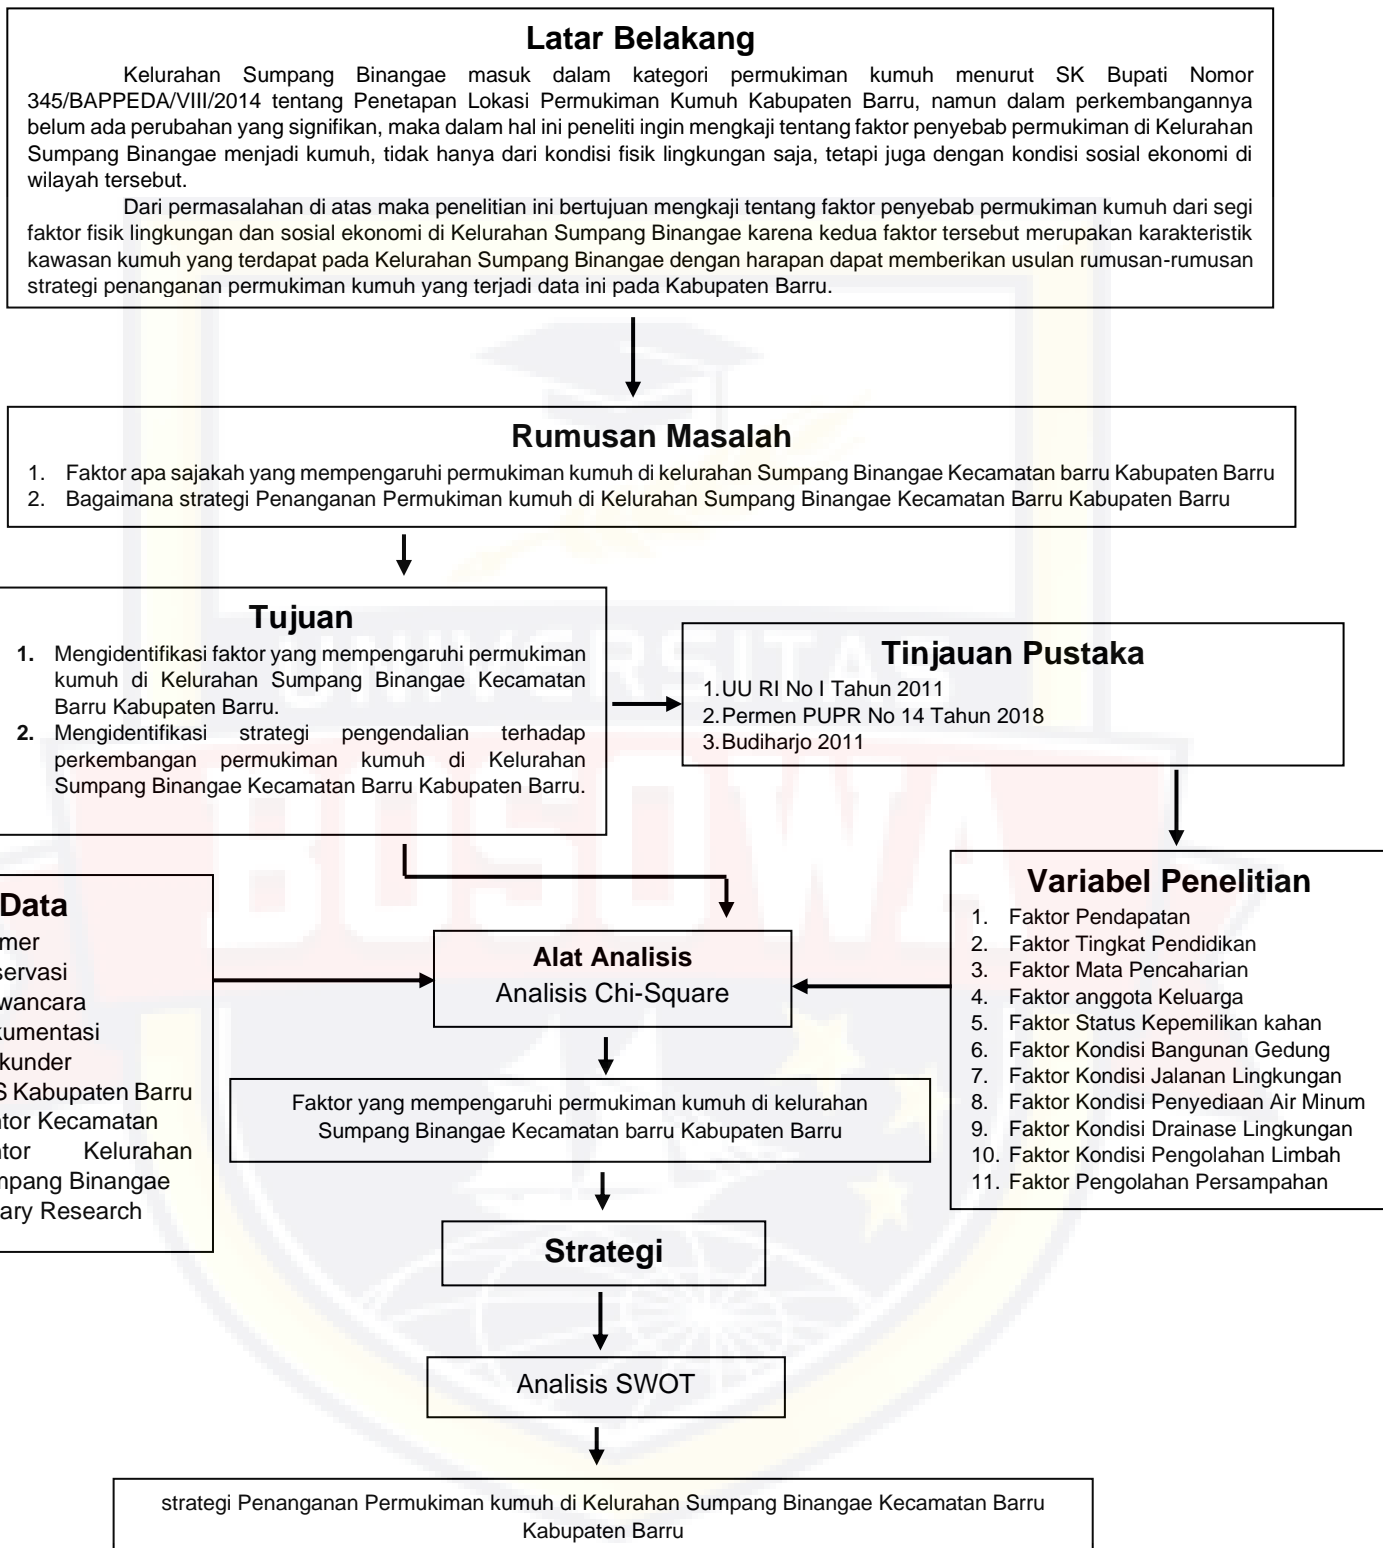 Latar Belakang
Kelurahan Sumpang Binangae masuk dalam kategori permukiman kumuh menurut SK Bupati Nomor
345/BAPPEDA/VIII/2014 tentang Penetapan Lokasi Permukiman Kumuh Kabupaten Barru, namun dalam perkembangannya
belum ada perubahan yang signifikan, maka dalam hal ini peneliti ingin mengkaji tentang faktor penyebab permukiman di Kelurahan
Sumpang Binangae menjadi kumuh, tidak hanya dari kondisi fisik lingkungan saja, tetapi juga dengan kondisi sosial ekonomi di
wilayah tersebut.
Dari permasalahan di atas maka penelitian ini bertujuan mengkaji tentang faktor penyebab permukiman kumuh dari segi
faktor fisik lingkungan dan sosial ekonomi di Kelurahan Sumpang Binangae karena kedua faktor tersebut merupakan karakteristik
kawasan kumuh yang terdapat pada Kelurahan Sumpang Binangae dengan harapan dapat memberikan usulan rumusan-rumusan
strategi penanganan permukiman kumuh yang terjadi data ini pada Kabupaten Barru.
Rumusan Masalah
1. Faktor apa sajakah yang mempengaruhi permukiman kumuh di kelurahan Sumpang Binangae Kecamatan barru Kabupaten Barru
2. Bagaimana strategi Penanganan Permukiman kumuh di Kelurahan Sumpang Binangae Kecamatan Barru Kabupaten Barru
Tujuan
1. Mengidentifikasi faktor yang mempengaruhi permukiman
kumuh di Kelurahan Sumpang Binangae Kecamatan
Barru Kabupaten Barru.
2. Mengidentifikasi strategi pengendalian terhadap
perkembangan permukiman kumuh di Kelurahan
Sumpang Binangae Kecamatan Barru Kabupaten Barru.
Tinjauan Pustaka
1.UU RI No I Tahun 2011
2.Permen PUPR No 14 Tahun 2018
3.Budiharjo 2011
Data
mer
servasi
wancara
kumentasi
kunder
S Kabupaten Barru
ntor Kecamatan
ntor Kelurahan
mpang Binangae
ary Research
Alat Analisis
Analisis Chi-Square
Variabel Penelitian
1. Faktor Pendapatan
2. Faktor Tingkat Pendidikan
3. Faktor Mata Pencaharian
4. Faktor anggota Keluarga
5. Faktor Status Kepemilikan kahan
6. Faktor Kondisi Bangunan Gedung
7. Faktor Kondisi Jalanan Lingkungan
8. Faktor Kondisi Penyediaan Air Minum
9. Faktor Kondisi Drainase Lingkungan
10. Faktor Kondisi Pengolahan Limbah
11. Faktor Pengolahan Persampahan
Faktor yang mempengaruhi permukiman kumuh di kelurahan
Sumpang Binangae Kecamatan barru Kabupaten Barru
Strategi
Analisis SWOT
strategi Penanganan Permukiman kumuh di Kelurahan Sumpang Binangae Kecamatan Barru
Kabupaten Barru
UNIVERSITAS
BOSOWA